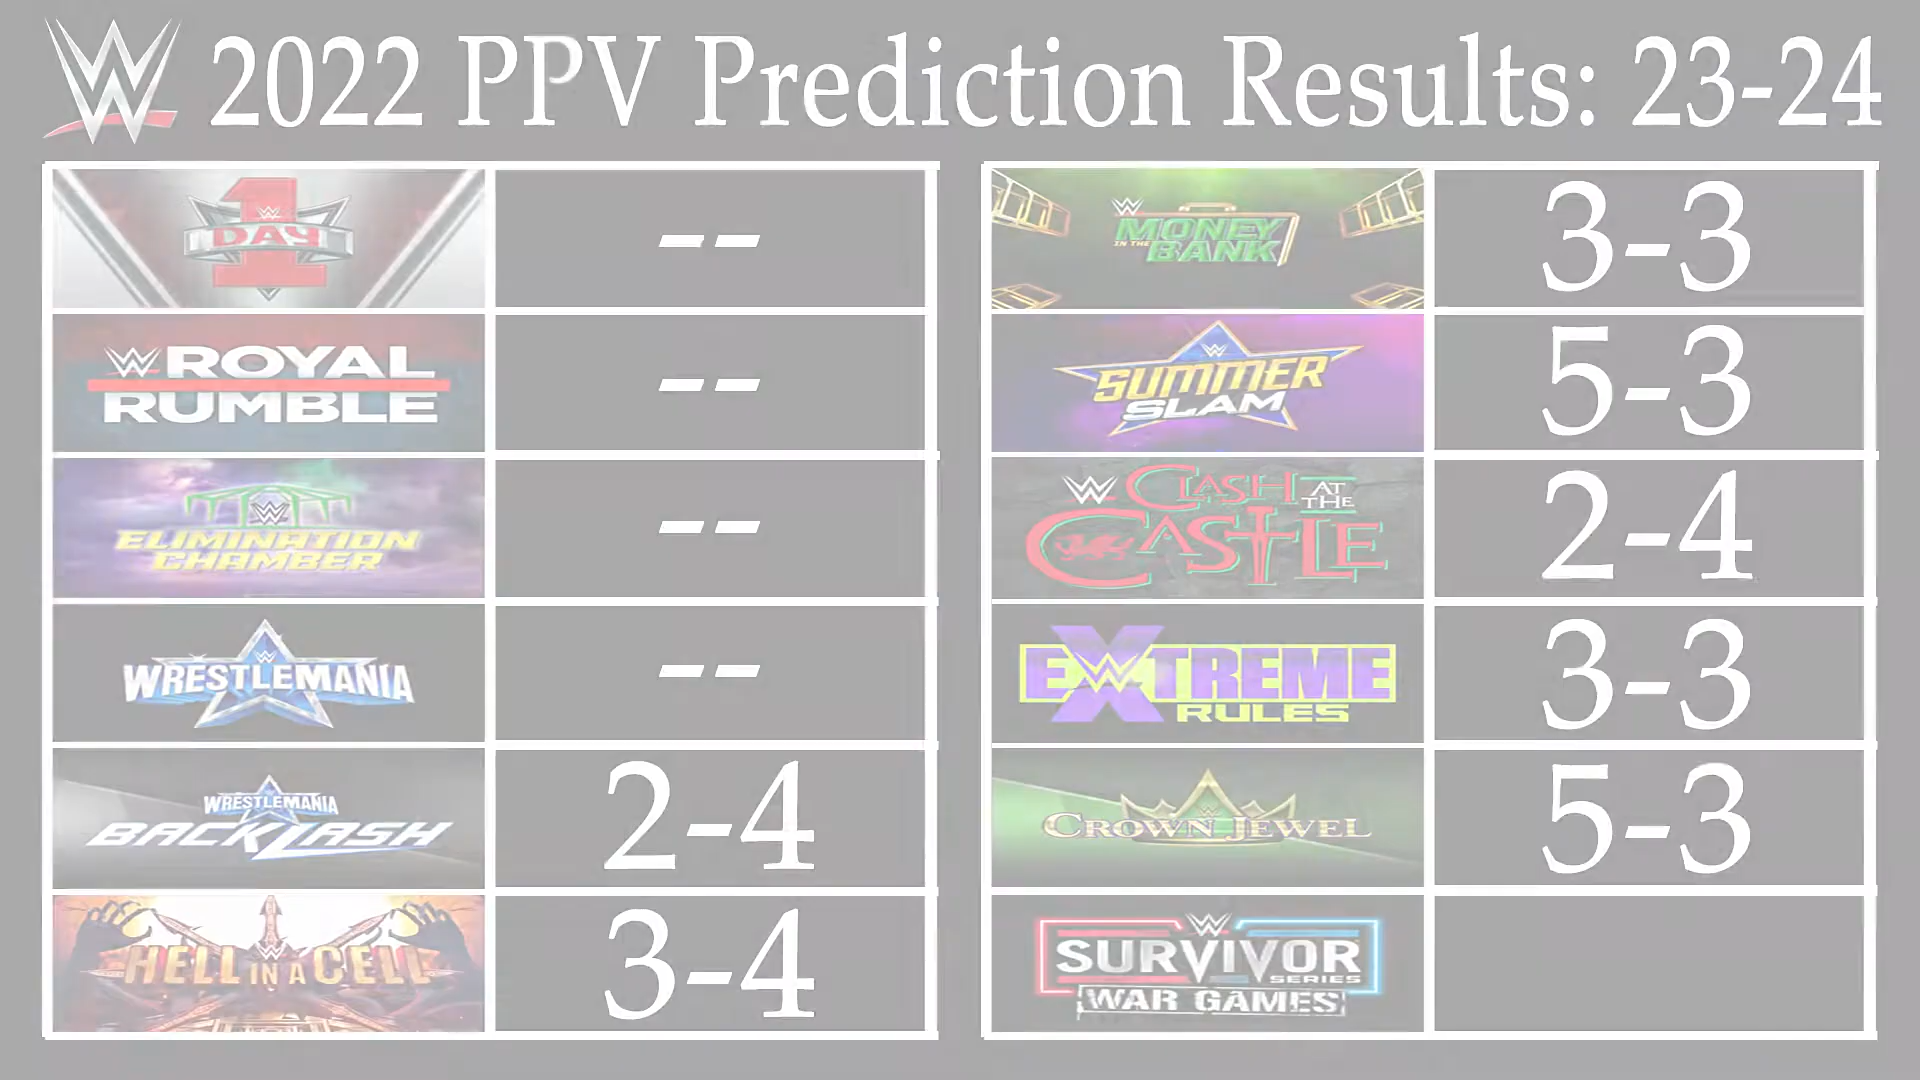 W 2022 PPV Prediction Results: 23-24
DAY
1
--
W ROYAL
RUMBLE
--
W
ELIMINATION
CHAMBER
--
W
WRESTLEMANIA
--
WRESTLEMANIA
BACKLASH
2-4
W
HELL IN A CELL
3-4
W
MONEY
IN THE
BANK
3-3
W
SUMMER
SLAM
5-3
W CLASH AT
THE
CASTLE
2-4
EXTREME
W
RULES
3-3
W
CROWN JEWEL
5-3
W
SURVIVOR
SERIES
WAR GAMES